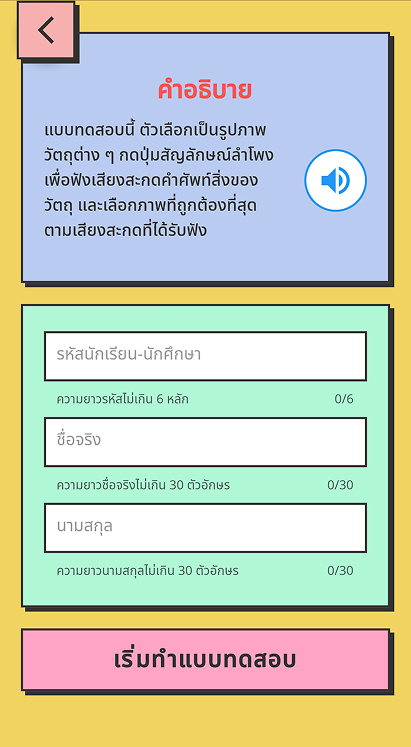 คำอธิบาย
แบบทดสอบนี้ ตัวเลือกเป็นรูปภาพ
วัตถุต่าง ๆ กดปุ่มสัญลักษณ์ลำโพง
เพื่อฟังเสียงสะกดคำศัพท์สิ่งของ
วัตถุ และเลือกภาพที่ถูกต้องที่สุด
ตามเสียงสะกดที่ได้รับฟัง
รหัสนักเรียน-นักศึกษา
ความยาวรหัสไม่เกิน 6 หลัก 0/6
ชื่อจริง
ความยาวชื่อจริงไม่เกิน 30 ตัวอักษร 0/30
นามสกุล
ความยาวนามสกุลไม่เกิน 30 ตัวอักษร 0/30
เริ่มทำแบบทดสอบ